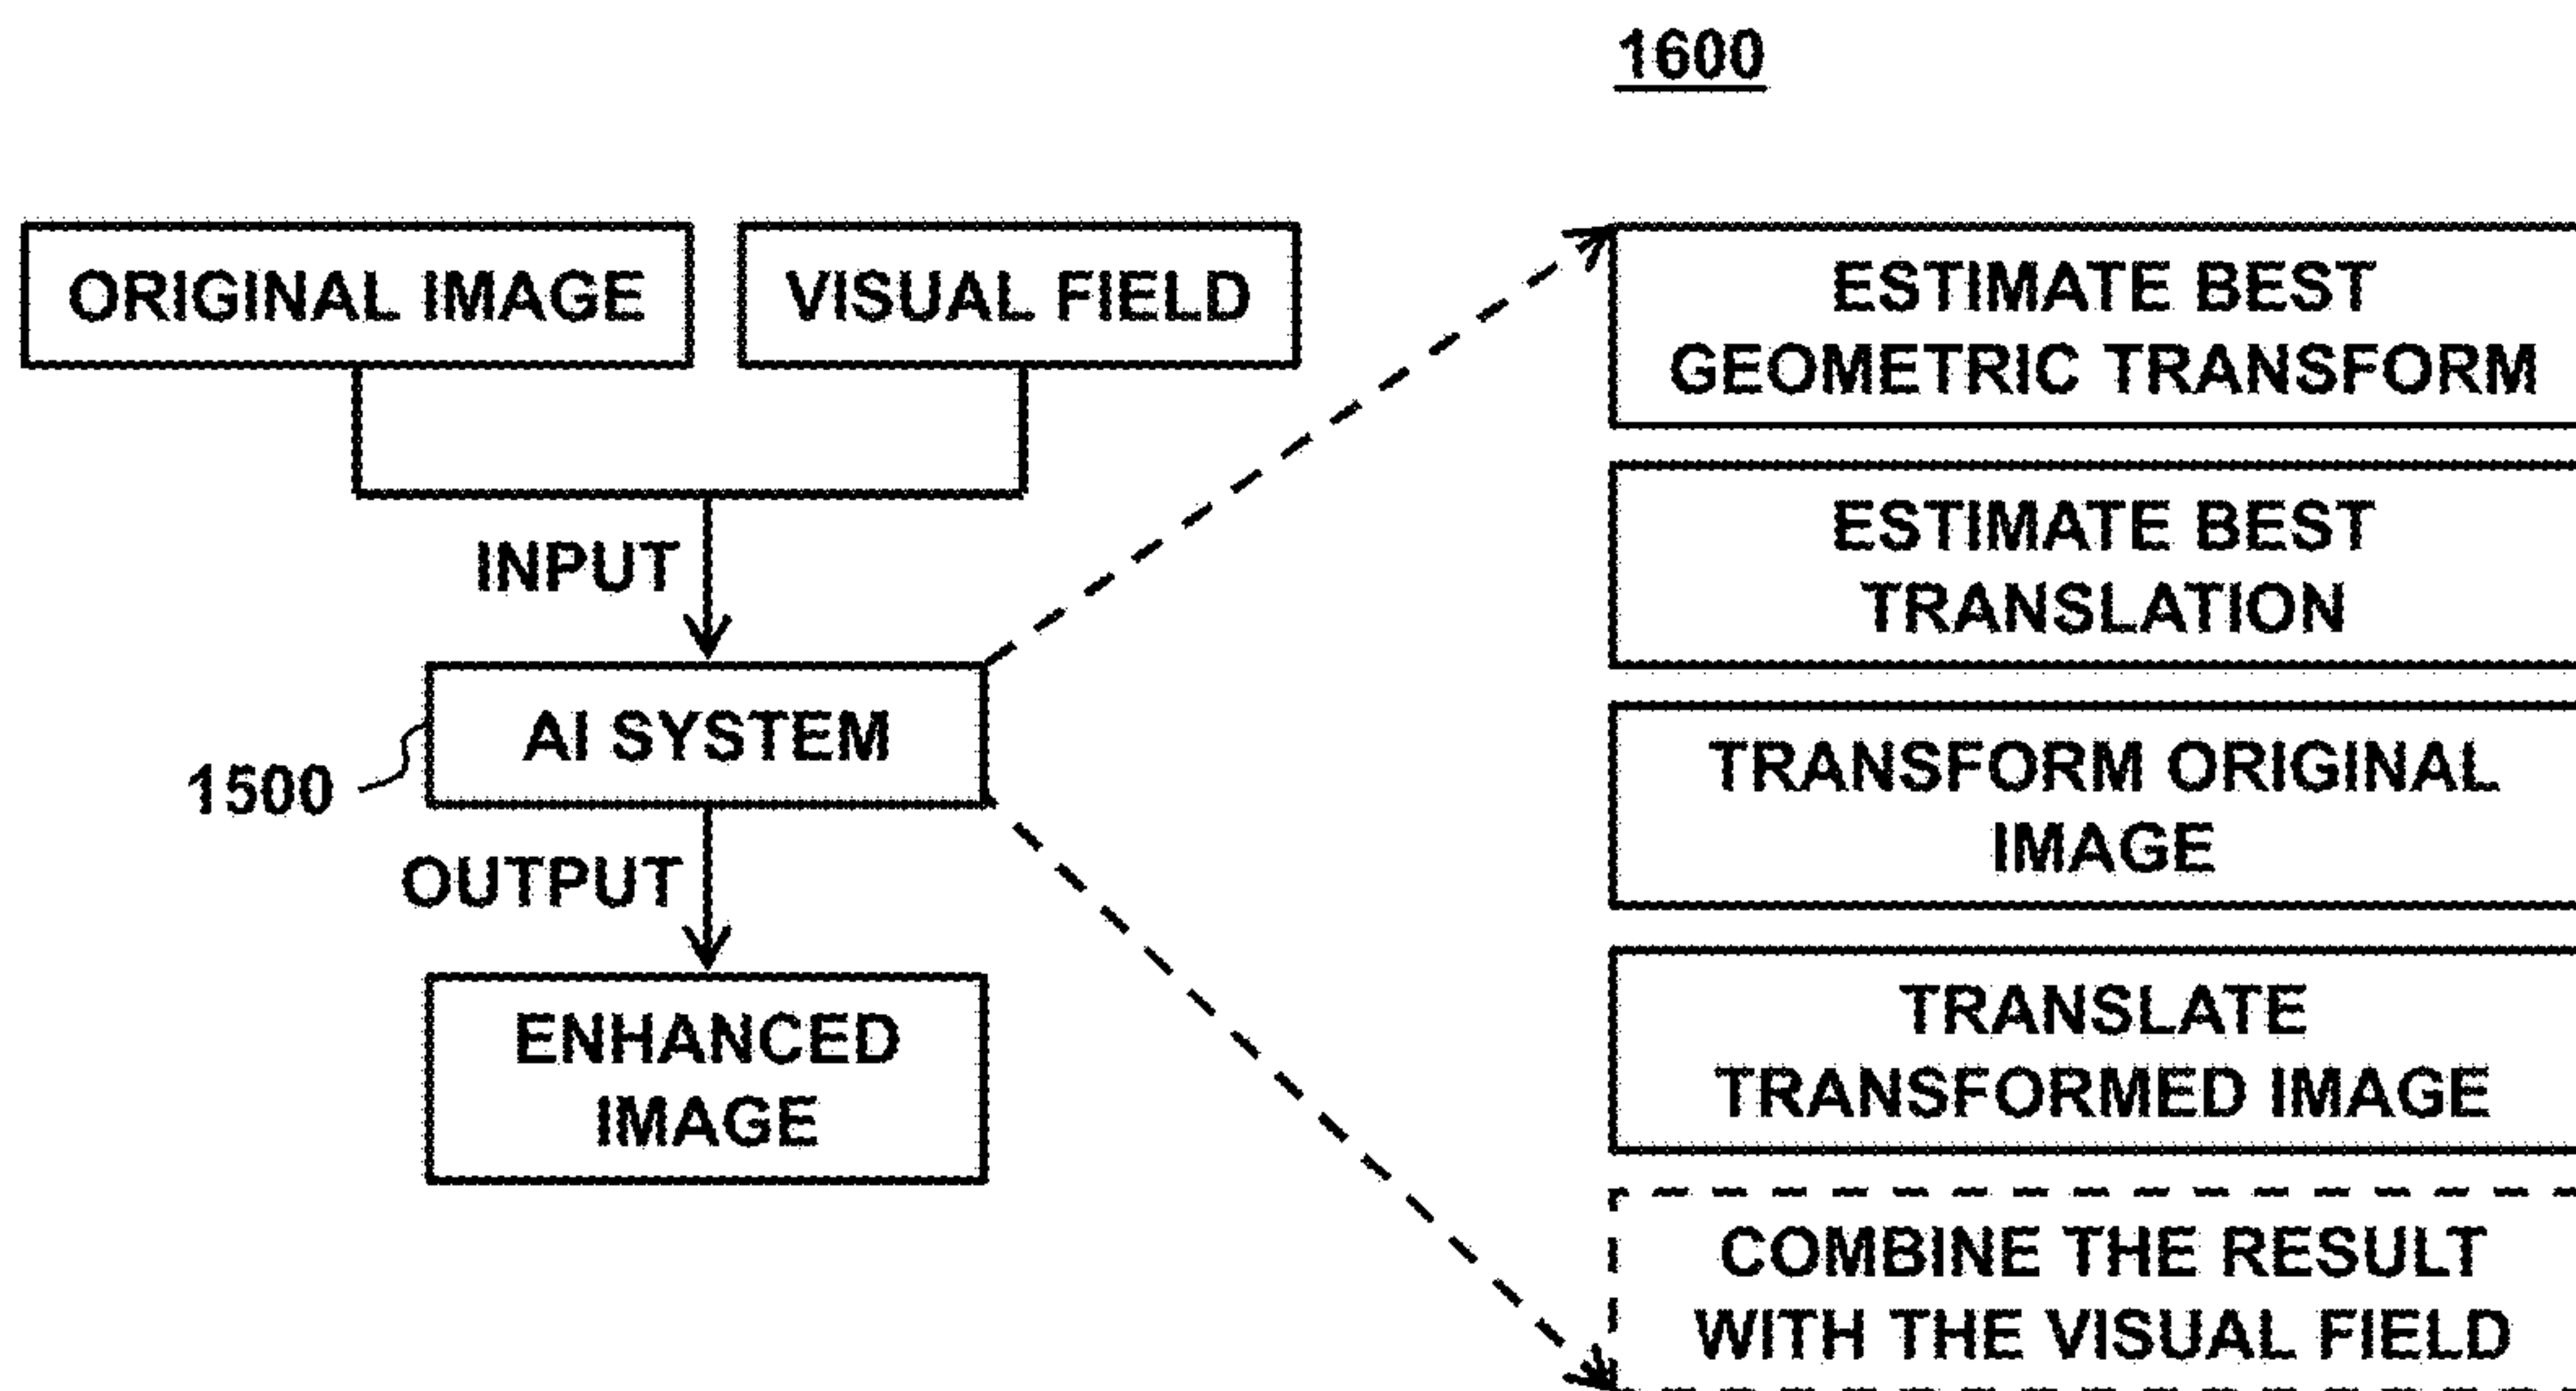 1600
ORIGINAL IMAGE
VISUAL FIELD
INPUT
AI SYSTEM
1500
OUTPUT
ENHANCED
IMAGE
ESTIMATE BEST
GEOMETRIC TRANSFORM
ESTIMATE BEST
TRANSLATION
TRANSFORM ORIGINAL
IMAGE
TRANSLATE
TRANSFORMED IMAGE
COMBINE THE RESULT
WITH THE VISUAL FIELD